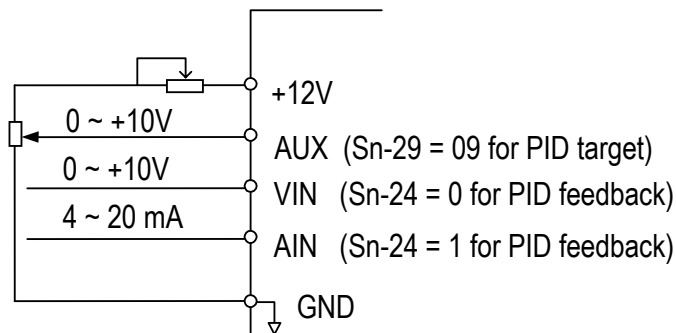 +12V
0 ~ +10V
AUX (Sn-29 = 09 for PID target)
0 ~ +10V
VIN (Sn-24 = 0 for PID feedback)
4 ~ 20 mA
AIN (Sn-24 = 1 for PID feedback)
GND